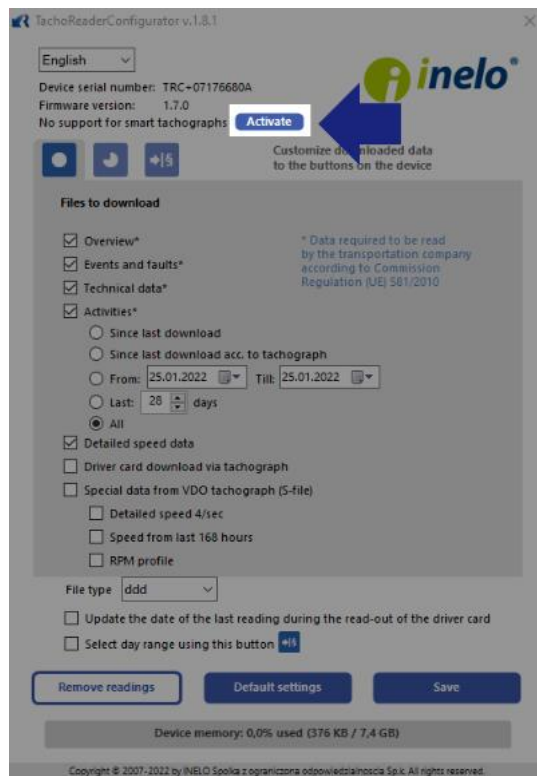 TachoReaderConfigurator v.1.8.1
English
inelo
Device serial number: TRC+07176680A
Firmware version: 1.7.0
No support for smart tachographs Activate
Customize downloaded data
to the buttons on the device
Files to download
Overview*
Events and faults*
Technical data*
Activities*
* Data required to be read
by the transportation company
according to Commission
Regulation (UE) 581/2010
Since last download
Since last download acc. to tachograph
From: 25.01.2022 Till: 25.01.2022
Last: 28 days
All
Detailed speed data
Driver card download via tachograph
Special data from VDO tachograph (S-file)
Detailed speed 4/sec
Speed from last 168 hours
RPM profile
File type ddd
Update the date of the last reading during the read-out of the driver card
Select day range using this button
Remove readings Default settings Save
Device memory: 0,0% used (376 KB / 7,4 GB)
Copyright © 2007-2022 by INELO Spolka z ograniczona odpowiedzialnoscia Sp.k. All rights reserved.